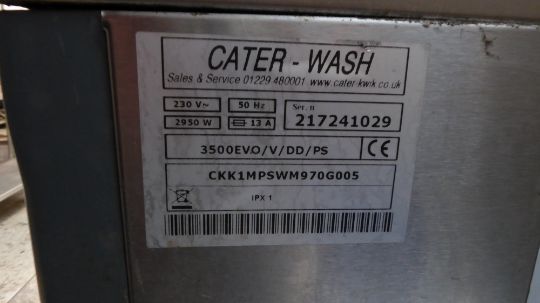 CATER - WASH
Sales & Service 01229 480001 www.cater-kwik.co.uk
230 V~ 50 Hz Ser. n
2950 W 13 A 217241029
3500EVO/V/DD/PS CE
CKK1MPSWM970G005
IPX 1